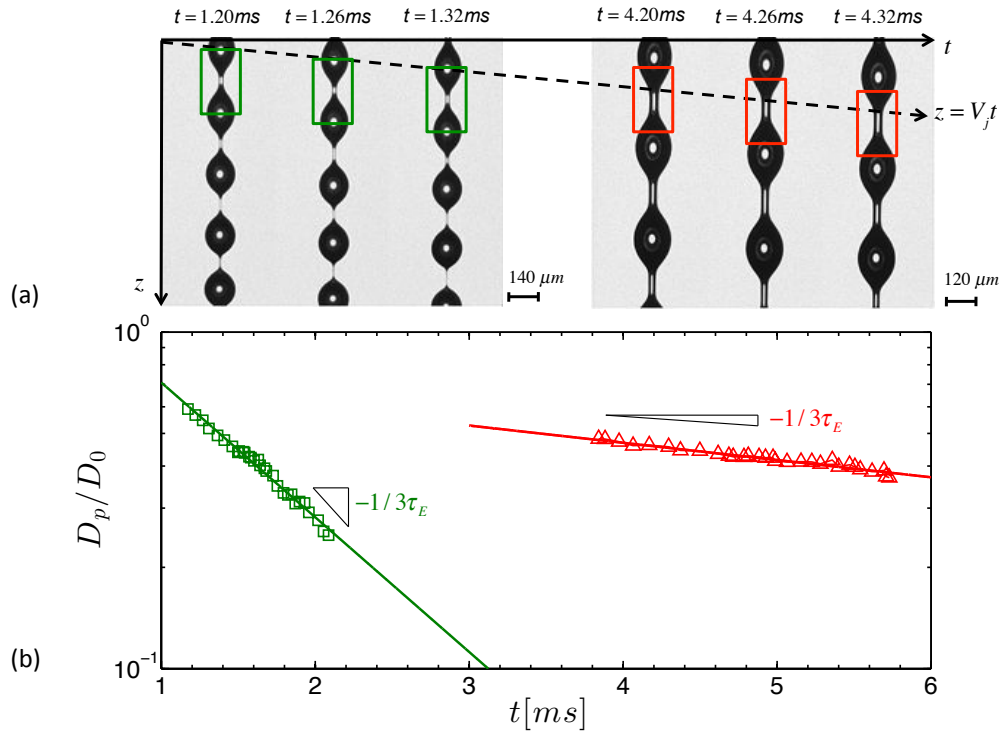 t = 1.20ms t = 1.26ms t = 1.32ms t = 4.20ms t = 4.26ms t = 4.32ms
t
z = V_j t
z
140 μm
120 μm
(a)
10^0
-1/3τ_E
-1/3τ_E
D_p/D_0
(b)
10^-1
1 2 3 4 5 6
t[ms]